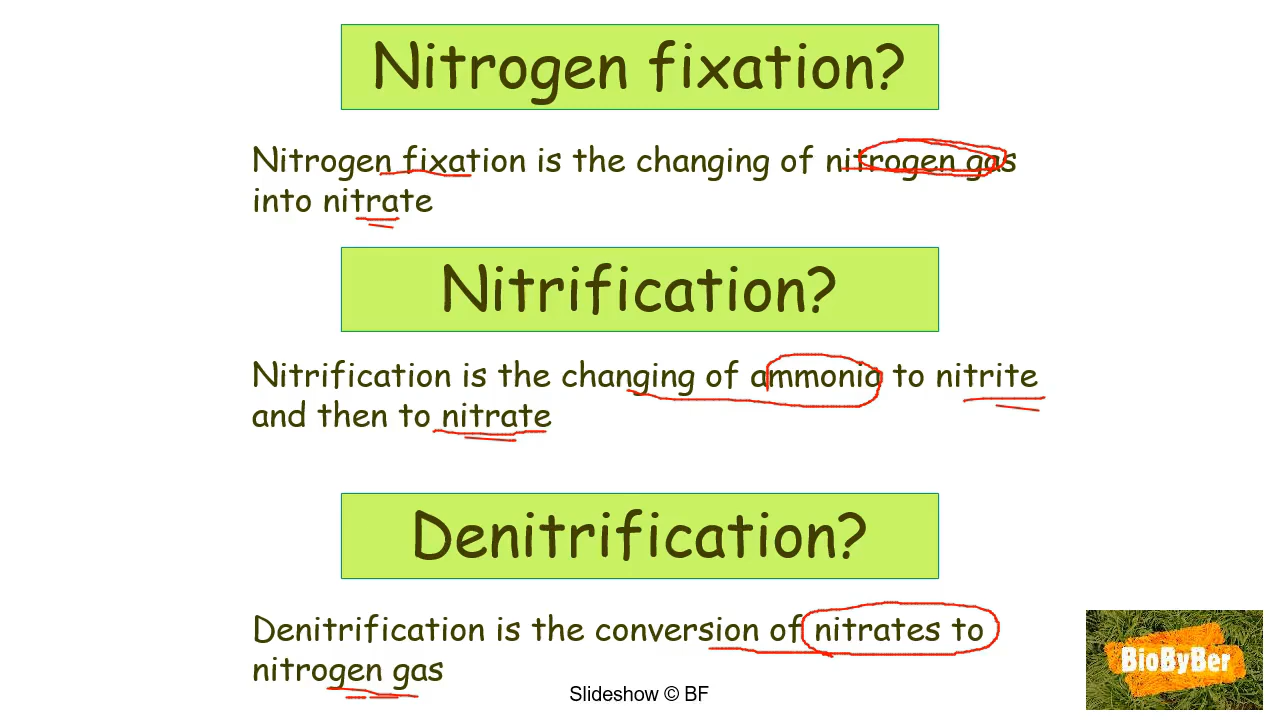 Nitrogen fixation?
Nitrogen fixation is the changing of nitrogen gas
into nitrate
Nitrification?
Nitrification is the changing of ammonia to nitrite
and then to nitrate
Denitrification?
Denitrification is the conversion of nitrates to
nitrogen gas
Slideshow © BF
BioByBer